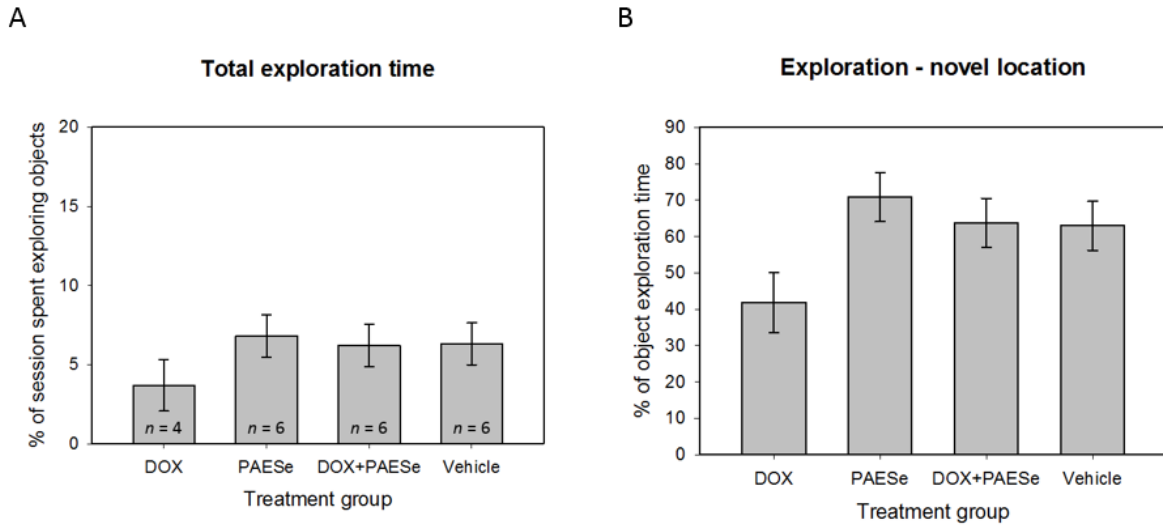 A
Total exploration time
% of session spent exploring objects
20
15
10
5
0
n = 4
n = 6
n = 6
n = 6
DOX
PAESe
DOX+PAESe
Vehicle
Treatment group
B
Exploration - novel location
% of object exploration time
90
80
70
60
50
40
30
20
10
0
DOX
PAESe
DOX+PAESe
Vehicle
Treatment group